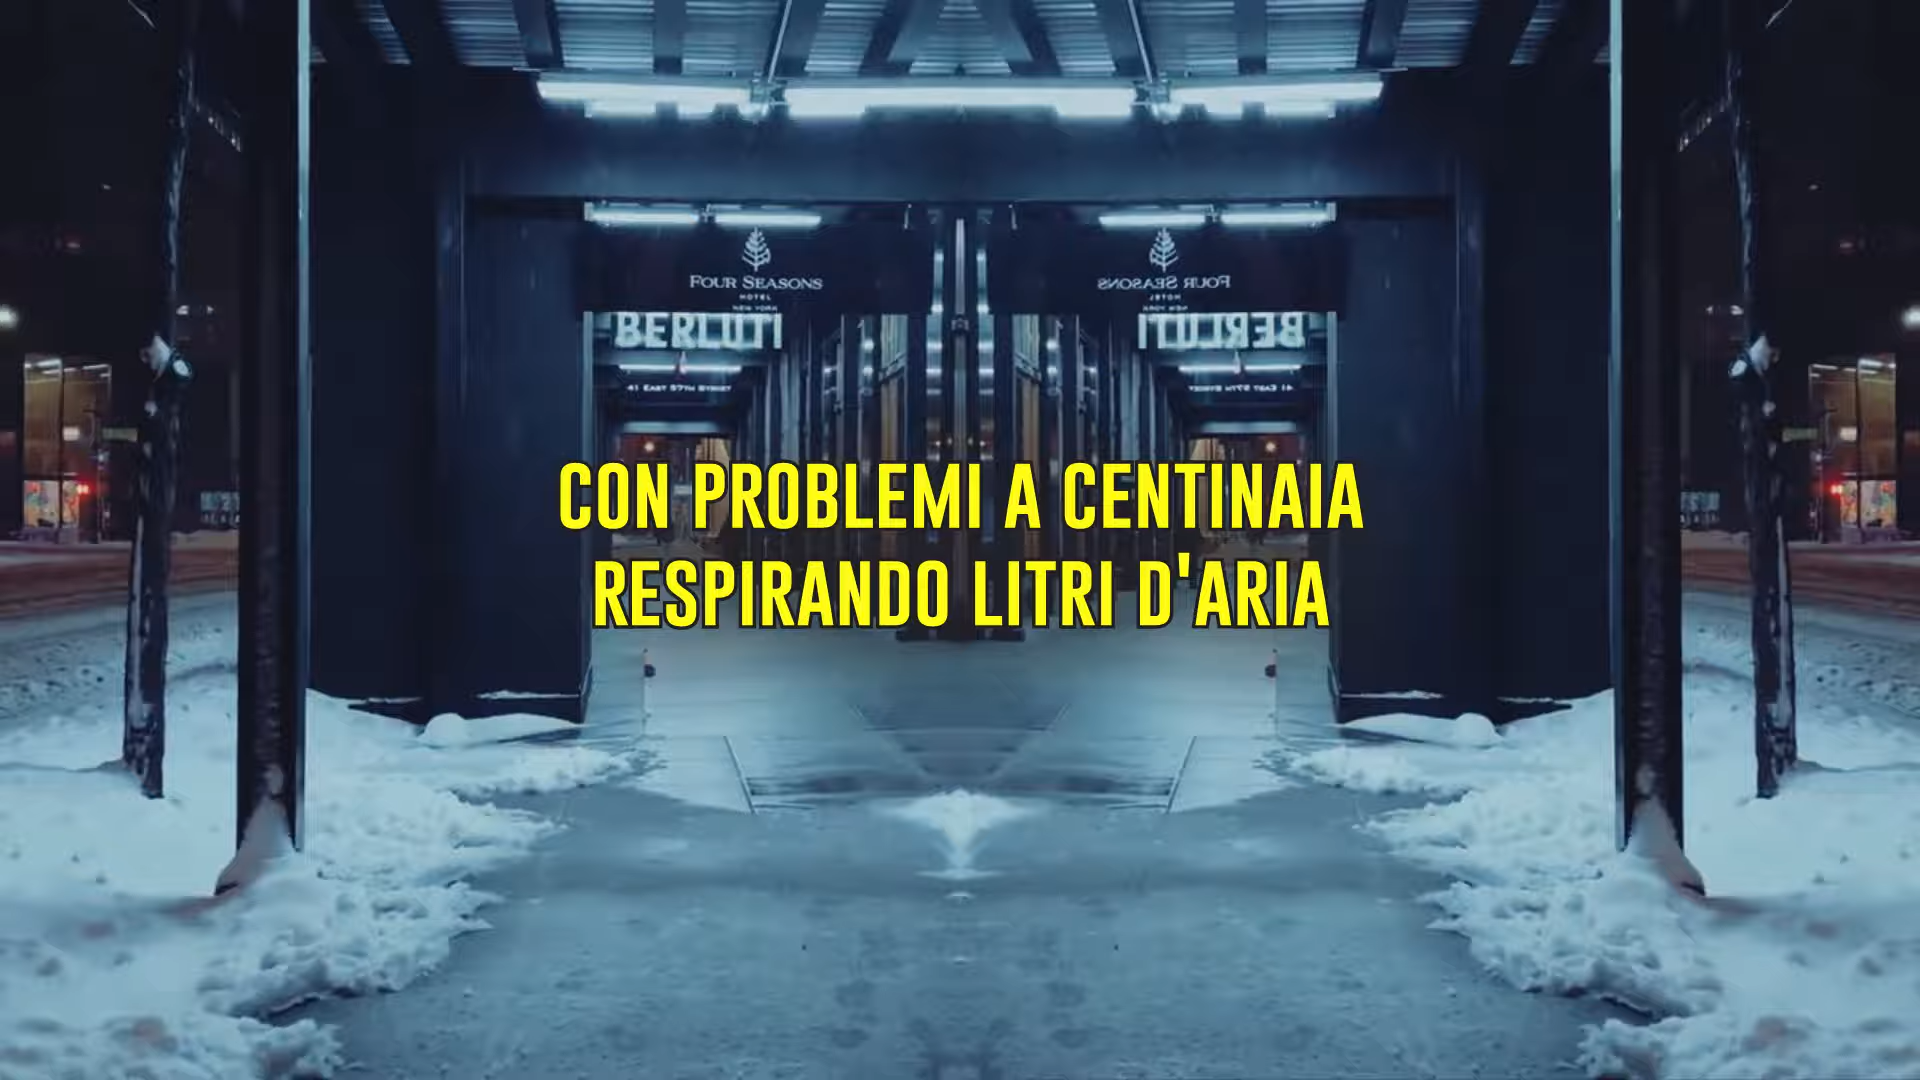 FOUR SEASONS
HOTEL
NEW YORK
BERLUTI
41 EAST 57TH STREET
CON PROBLEMI A CENTINAIA
RESPIRANDO LITRI D'ARIA